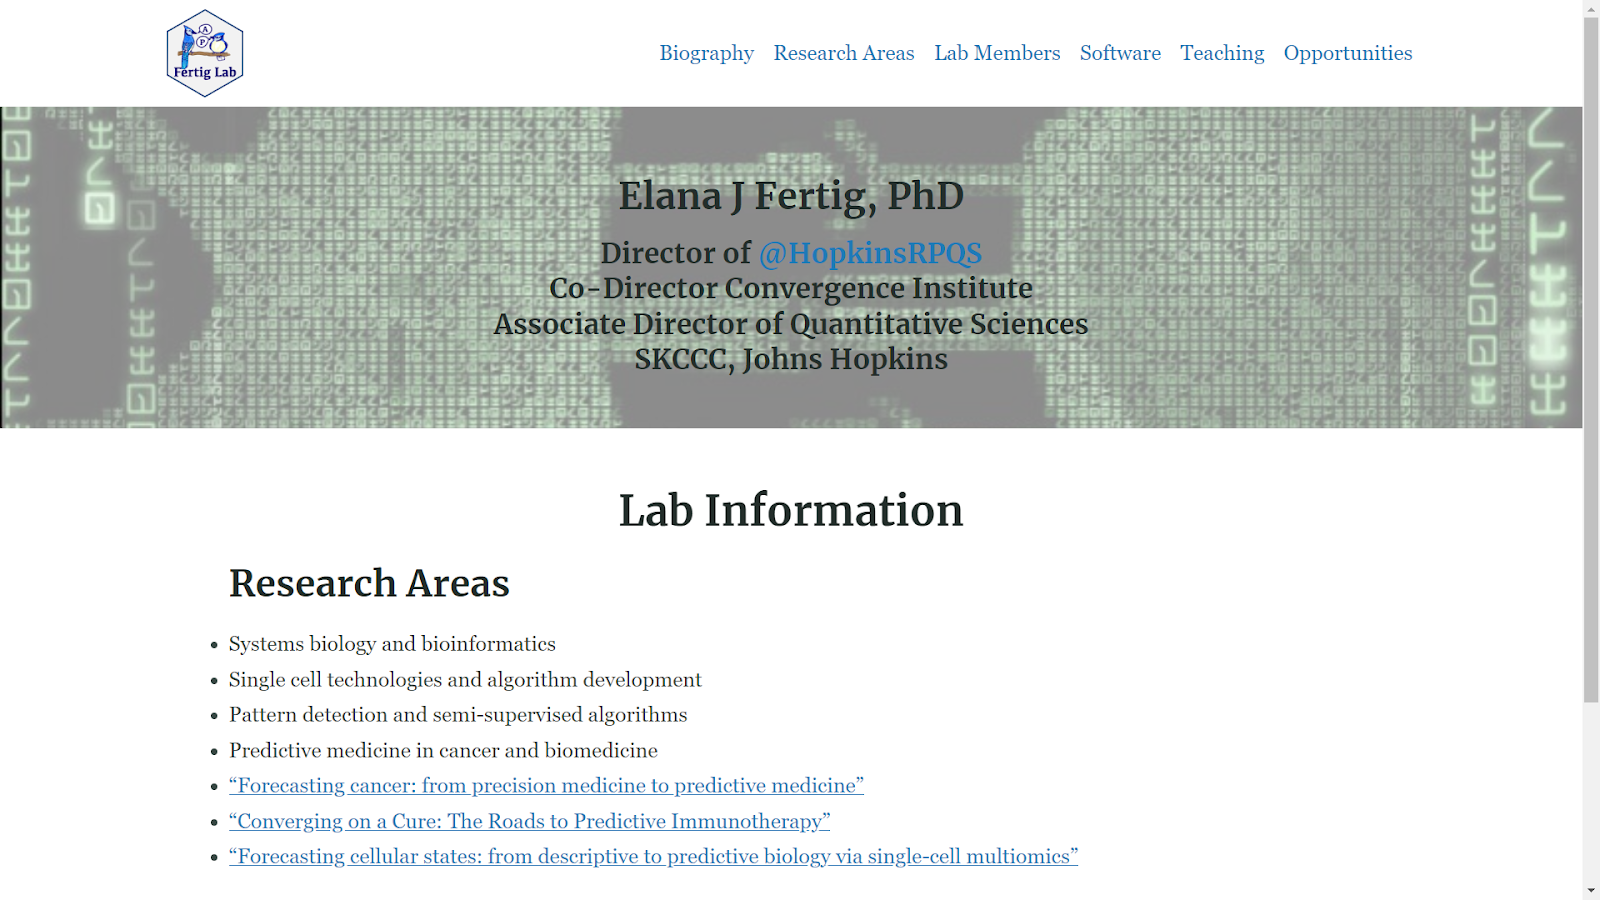 A
P
Fertig Lab
Biography Research Areas Lab Members Software Teaching Opportunities
Elana J Fertig, PhD
Director of @HopkinsRPQS
Co-Director Convergence Institute
Associate Director of Quantitative Sciences
SKCCC, Johns Hopkins
Lab Information
Research Areas
Systems biology and bioinformatics
Single cell technologies and algorithm development
Pattern detection and semi-supervised algorithms
Predictive medicine in cancer and biomedicine
“Forecasting cancer: from precision medicine to predictive medicine”
“Converging on a Cure: The Roads to Predictive Immunotherapy”
“Forecasting cellular states: from descriptive to predictive biology via single-cell multiomics”